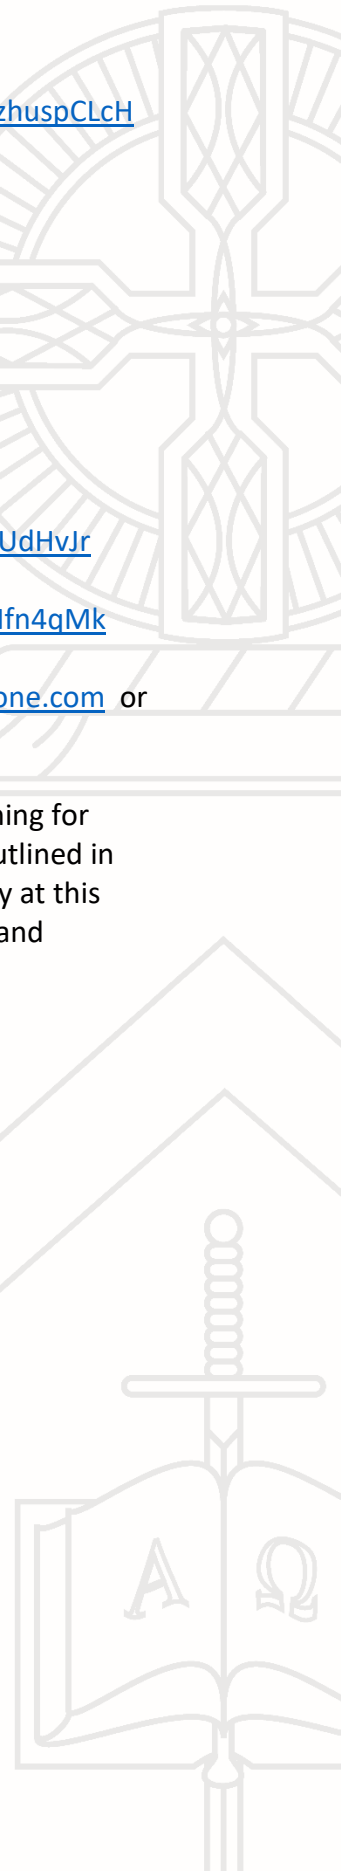 zhuspCLcH
UdHvJr
lfn4qMk
one.com or
ning for
utlined in
y at this
and
Α Ω